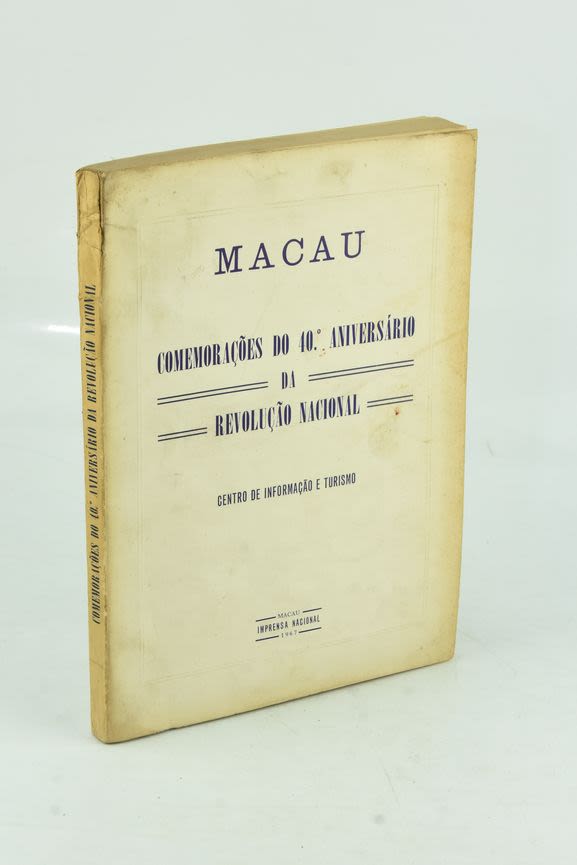 MACAU
COMEMORAÇÕES DO 40.º ANIVERSÁRIO
DA
REVOLUÇÃO NACIONAL
CENTRO DE INFORMAÇÃO E TURISMO
MACAU
IMPRENSA NACIONAL
1967
COMEMORAÇÕES DO 40.º ANIVERSÁRIO DA REVOLUÇÃO NACIONAL